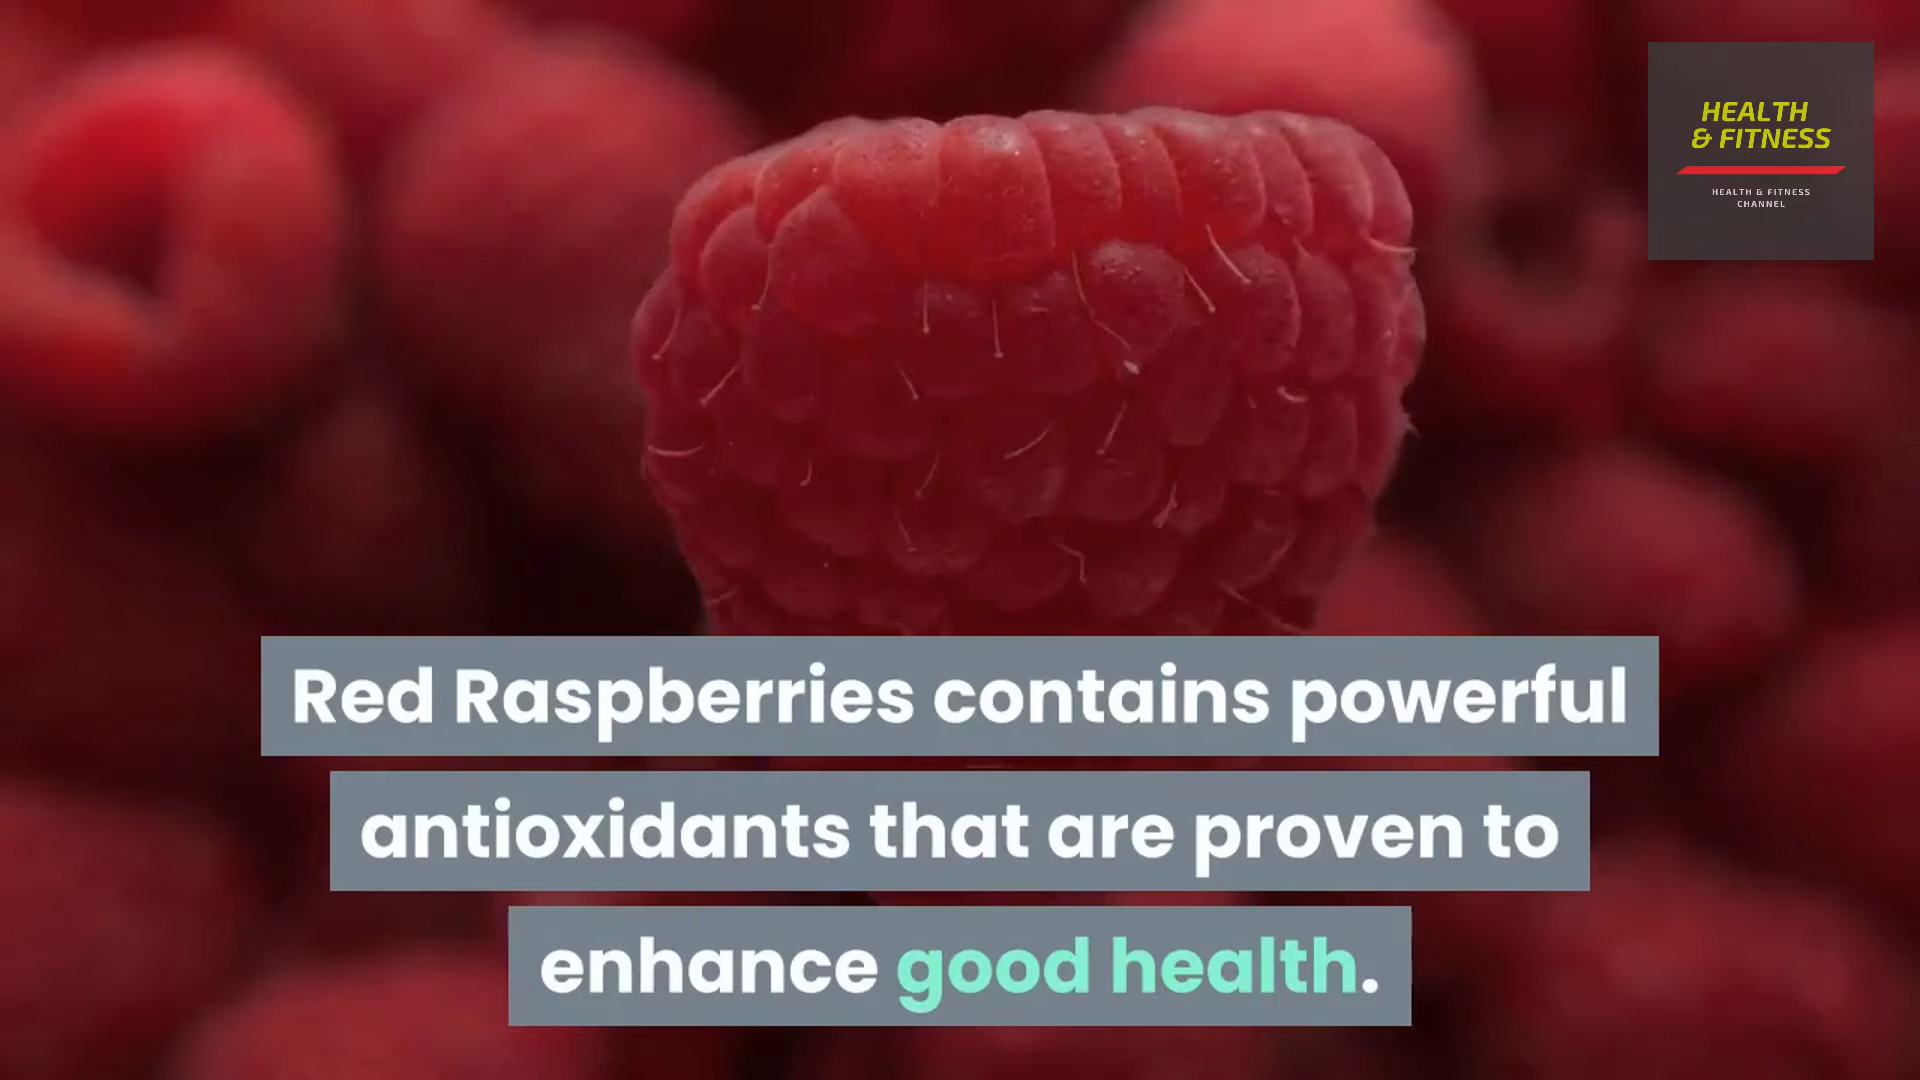 HEALTH
& FITNESS
HEALTH & FITNESS
CHANNEL
Red Raspberries contains powerful
antioxidants that are proven to
enhance good health.